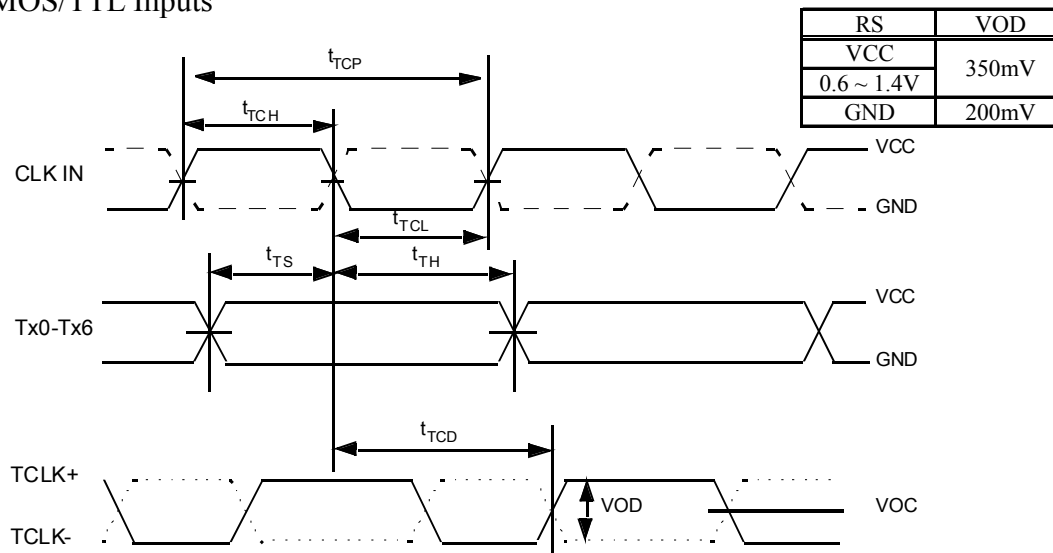 MOS/TTL Inputs
RS VOD
VCC 350mV
0.6 ~ 1.4V
GND 200mV
tTCP
tTCH
CLK IN
VCC
GND
tTCL
tTS
tTH
Tx0-Tx6
VCC
GND
tTCD
TCLK+
VOD
VOC
TCLK-